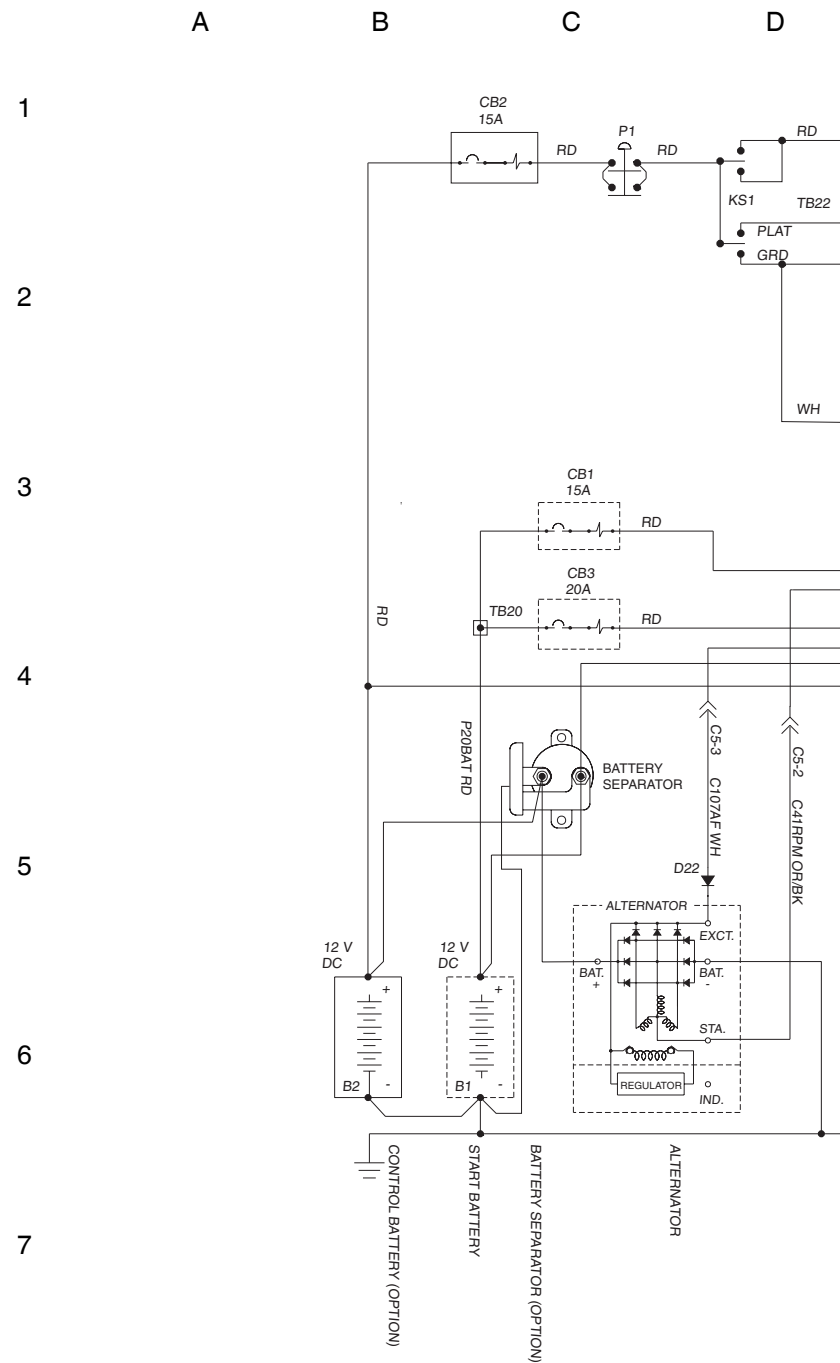 A B C D
1
CB2
15A
P1
RD
RD
RD
KS1
TB22
PLAT
GRD
2
WH
3
CB1
15A
RD
CB3
20A
RD
TB20
RD
4
P20BAT RD
BATTERY
SEPARATOR
C5-3
C107AF WH
C5-2
C41RPM OR/BK
5
D22
ALTERNATOR
EXCT.
12 V
DC
12 V
DC
BAT.
+
BAT.
-
+
+
STA.
6
B2
-
B1
-
REGULATOR
IND.
CONTROL BATTERY (OPTION)
START BATTERY
BATTERY SEPARATOR (OPTION)
ALTERNATOR
7